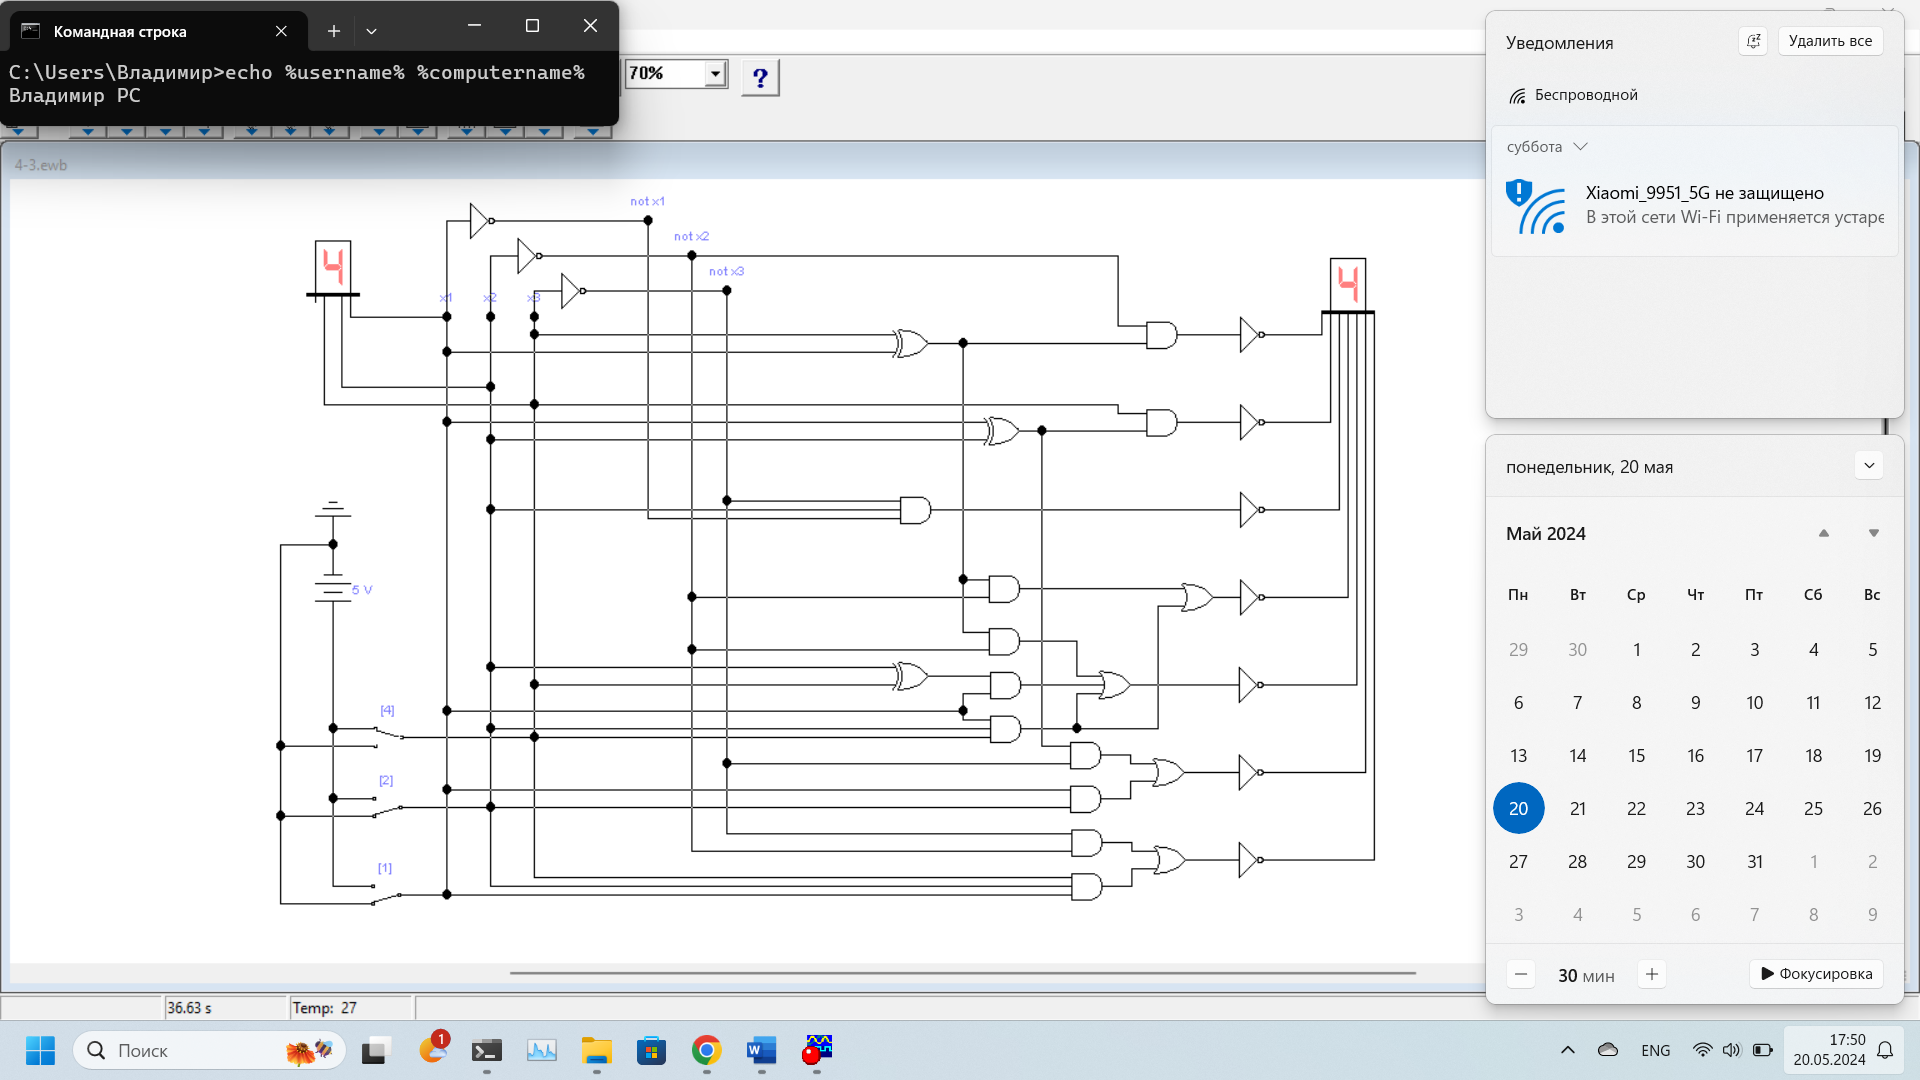 Командная строка
C:\Users\Владимир>echo %username% %computername%
Владимир PC
70%
?
4-3.ewb
not x1
not x2
not x3
x1 x2 x3
4
4
5 V
[4]
[2]
[1]
36.63 s
Temp: 27
Уведомления
Удалить все
Беспроводной
суббота
Xiaomi_9951_5G не защищено
В этой сети Wi-Fi применяется устаре
понедельник, 20 мая
Май 2024
Пн Вт Ср Чт Пт Сб Вс
29 30 1 2 3 4 5
6 7 8 9 10 11 12
13 14 15 16 17 18 19
20 21 22 23 24 25 26
27 28 29 30 31 1 2
3 4 5 6 7 8 9
30 мин
Фокусировка
Поиск
1
W
ENG
17:50
20.05.2024